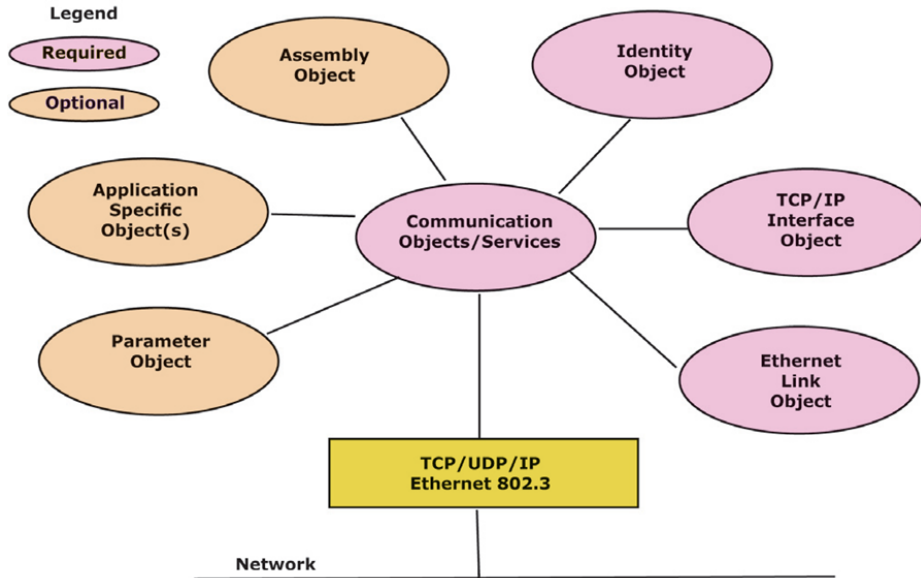 Legend
Required
Optional
Assembly
Object
Identity
Object
Application
Specific
Object(s)
Communication
Objects/Services
TCP/IP
Interface
Object
Parameter
Object
Ethernet
Link
Object
TCP/UDP/IP
Ethernet 802.3
Network